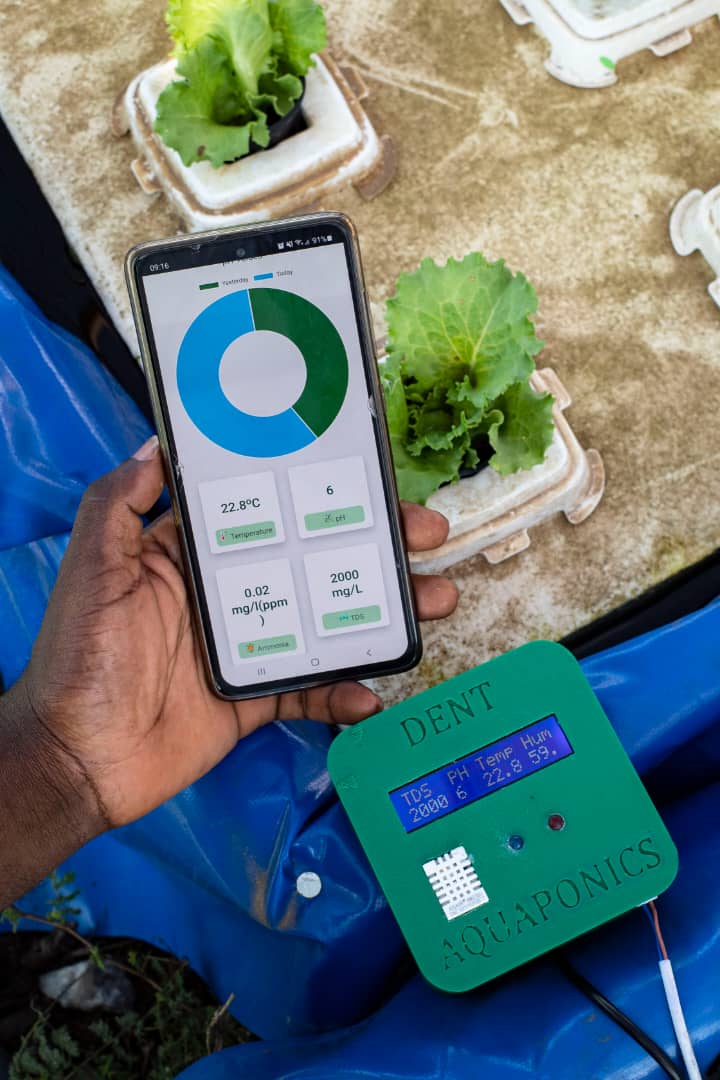 09:16
91%
Yesterday Today
22.8°C
Temperature
6
pH
0.02
mg/l(ppm
)
Ammonia
2000
mg/L
TDS
DENT
TDS PH Temp Hum
2000 6 22.8 59.
AQUAPONICS